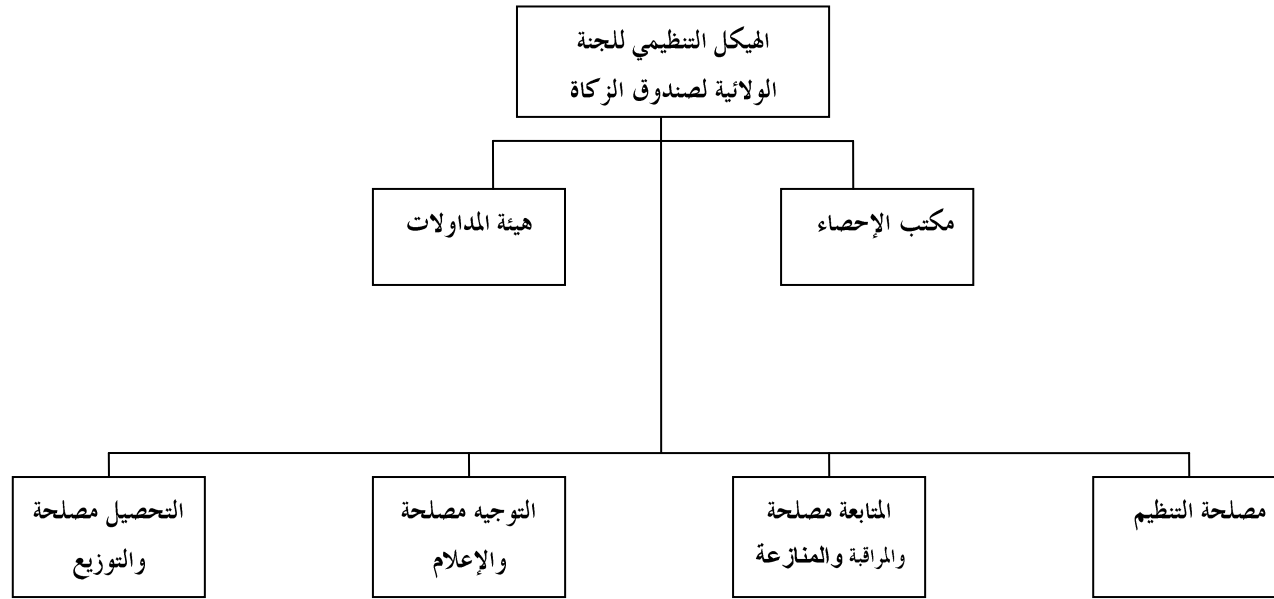 الهيكل التنظيمي للجنة
الولائية لصندوق الزكاة
مكتب الإحصاء
هيئة المداولات
مصلحة التنظيم
المتابعة مصلحة
والمراقبة والمنازعة
التوجيه مصلحة
والإعلام
التحصيل مصلحة
والتوزيع